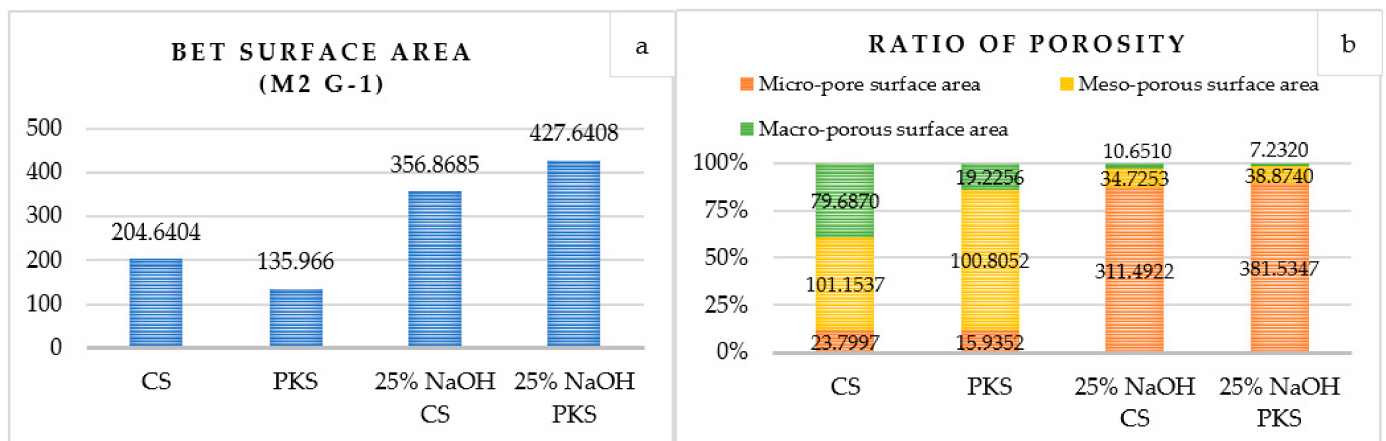 BET SURFACE AREA
(M2 G-1)
a
500
400
300
200
100
0
204.6404
135.966
356.8685
427.6408
CS
PKS
25% NaOH
CS
25% NaOH
PKS
RATIO OF POROSITY
b
Micro-pore surface area
Meso-porous surface area
Macro-porous surface area
100%
75%
50%
25%
0%
79.6870
101.1537
23.7997
19.2256
100.8052
15.9352
10.6510
34.7253
311.4922
7.2320
38.8740
381.5347
CS
PKS
25% NaOH
CS
25% NaOH
PKS